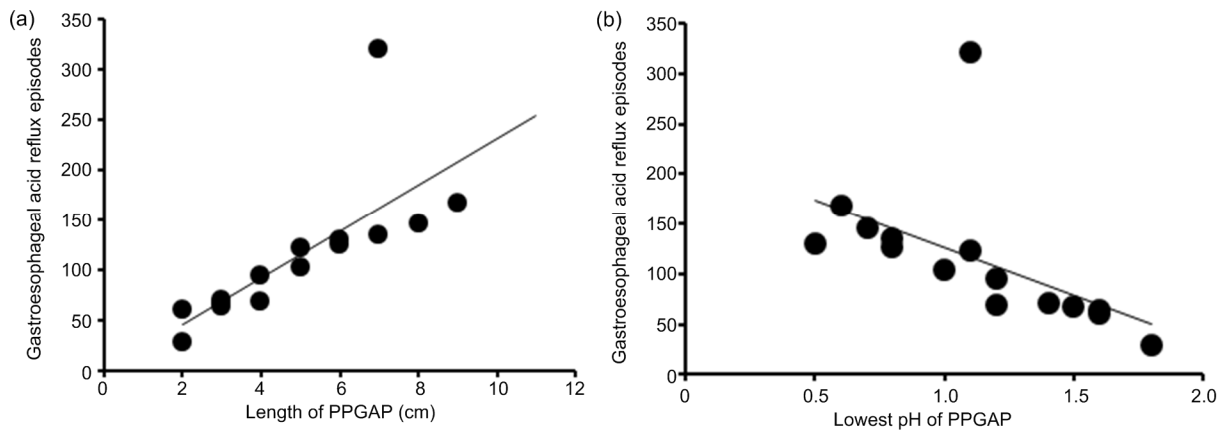 (a)
Gastroesophageal acid reflux episodes
350
300
250
200
150
100
50
0
0 2 4 6 8 10 12
Length of PPGAP (cm)
(b)
Gastroesophageal acid reflux episodes
350
300
250
200
150
100
50
0
0 0.5 1.0 1.5 2.0
Lowest pH of PPGAP